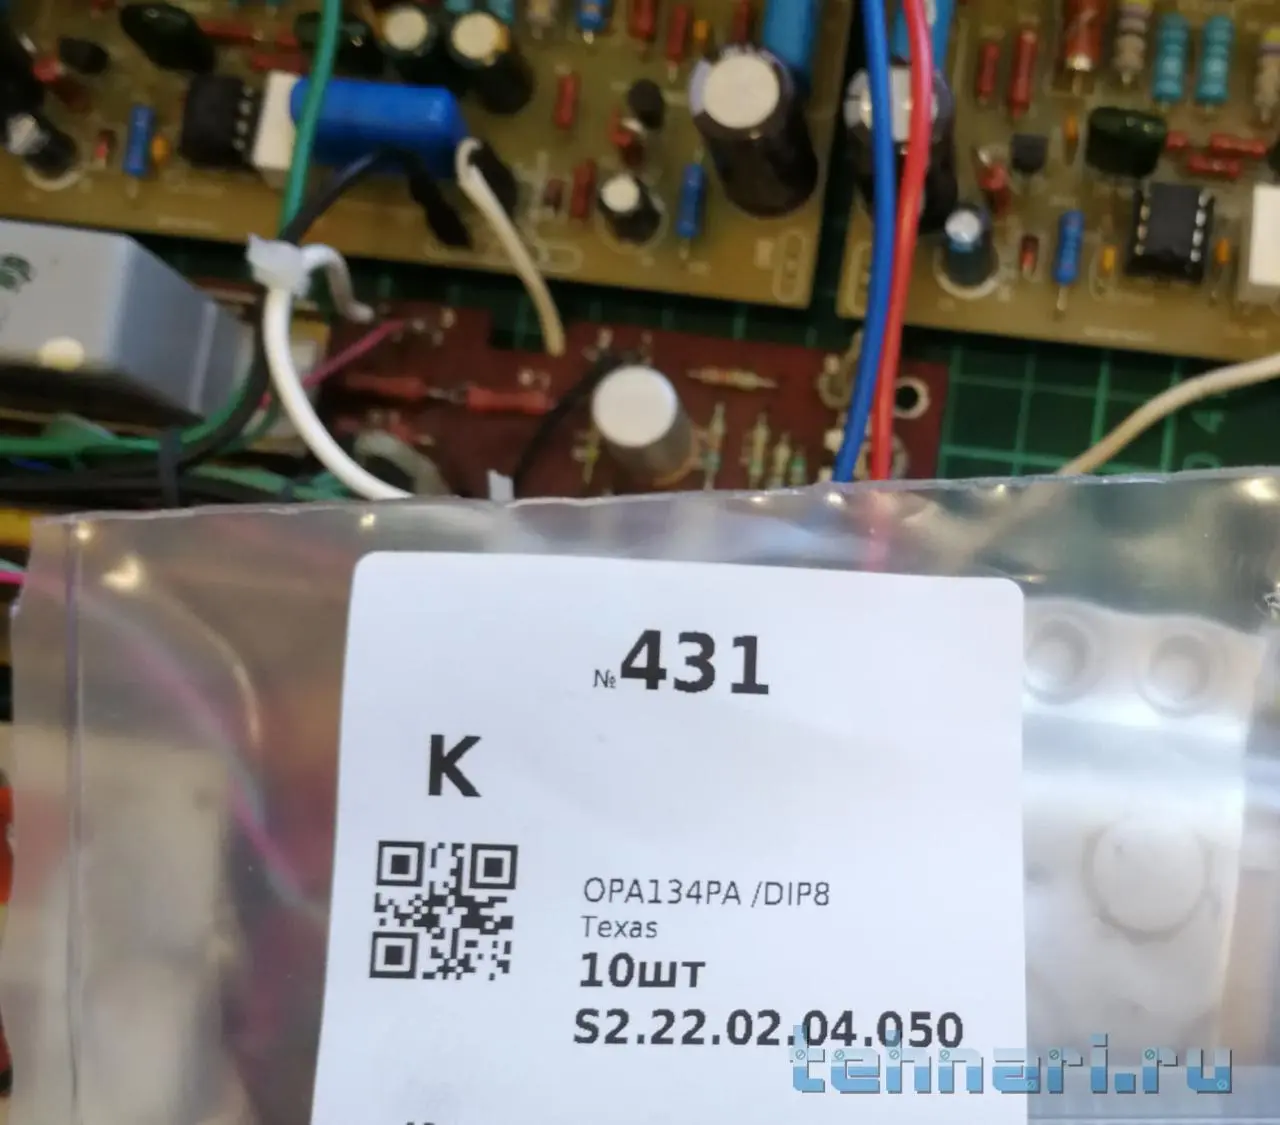 №431
K
OPA134PA /DIP8
Texas
10шт
S2.22.02.04.050
tehnari.ru